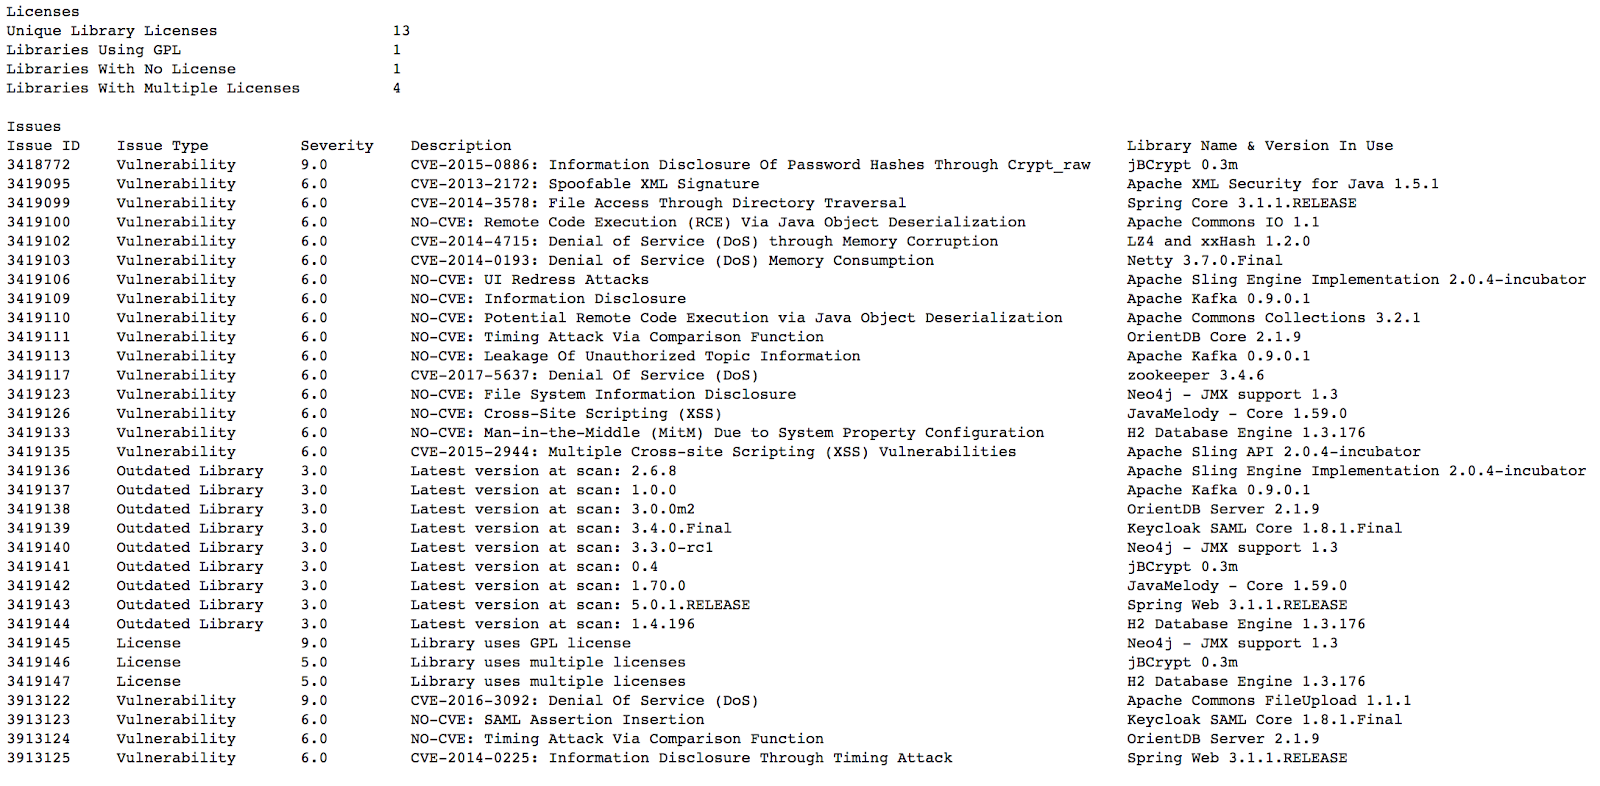 Licenses
Unique Library Licenses 13
Libraries Using GPL 1
Libraries With No License 1
Libraries With Multiple Licenses 4
Issues
Issue ID Issue Type Severity Description Library Name & Version In Use
3418772 Vulnerability 9.0 CVE-2015-0886: Information Disclosure Of Password Hashes Through Crypt_raw jBCrypt 0.3m
3419095 Vulnerability 6.0 CVE-2013-2172: Spoofable XML Signature Apache XML Security for Java 1.5.1
3419099 Vulnerability 6.0 CVE-2014-3578: File Access Through Directory Traversal Spring Core 3.1.1.RELEASE
3419100 Vulnerability 6.0 NO-CVE: Remote Code Execution (RCE) Via Java Object Deserialization Apache Commons IO 1.1
3419102 Vulnerability 6.0 CVE-2014-4715: Denial of Service (DoS) through Memory Corruption LZ4 and xxHash 1.2.0
3419103 Vulnerability 6.0 CVE-2014-0193: Denial of Service (DoS) Memory Consumption Netty 3.7.0.Final
3419106 Vulnerability 6.0 NO-CVE: UI Redress Attacks Apache Sling Engine Implementation 2.0.4-incubator
3419109 Vulnerability 6.0 NO-CVE: Information Disclosure Apache Kafka 0.9.0.1
3419110 Vulnerability 6.0 NO-CVE: Potential Remote Code Execution via Java Object Deserialization Apache Commons Collections 3.2.1
3419111 Vulnerability 6.0 NO-CVE: Timing Attack Via Comparison Function OrientDB Core 2.1.9
3419113 Vulnerability 6.0 NO-CVE: Leakage Of Unauthorized Topic Information Apache Kafka 0.9.0.1
3419117 Vulnerability 6.0 CVE-2017-5637: Denial Of Service (DoS) zookeeper 3.4.6
3419123 Vulnerability 6.0 NO-CVE: File System Information Disclosure Neo4j - JMX support 1.3
3419126 Vulnerability 6.0 NO-CVE: Cross-Site Scripting (XSS) JavaMelody - Core 1.59.0
3419133 Vulnerability 6.0 NO-CVE: Man-in-the-Middle (MitM) Due to System Property Configuration H2 Database Engine 1.3.176
3419135 Vulnerability 6.0 CVE-2015-2944: Multiple Cross-site Scripting (XSS) Vulnerabilities Apache Sling API 2.0.4-incubator
3419136 Outdated Library 3.0 Latest version at scan: 2.6.8 Apache Sling Engine Implementation 2.0.4-incubator
3419137 Outdated Library 3.0 Latest version at scan: 1.0.0 Apache Kafka 0.9.0.1
3419138 Outdated Library 3.0 Latest version at scan: 3.0.0m2 OrientDB Server 2.1.9
3419139 Outdated Library 3.0 Latest version at scan: 3.4.0.Final Keycloak SAML Core 1.8.1.Final
3419140 Outdated Library 3.0 Latest version at scan: 3.3.0-rc1 Neo4j - JMX support 1.3
3419141 Outdated Library 3.0 Latest version at scan: 0.4 jBCrypt 0.3m
3419142 Outdated Library 3.0 Latest version at scan: 1.70.0 JavaMelody - Core 1.59.0
3419143 Outdated Library 3.0 Latest version at scan: 5.0.1.RELEASE Spring Web 3.1.1.RELEASE
3419144 Outdated Library 3.0 Latest version at scan: 1.4.196 H2 Database Engine 1.3.176
3419145 License 9.0 Library uses GPL license Neo4j - JMX support 1.3
3419146 License 5.0 Library uses multiple licenses jBCrypt 0.3m
3419147 License 5.0 Library uses multiple licenses H2 Database Engine 1.3.176
3913122 Vulnerability 9.0 CVE-2016-3092: Denial Of Service (DoS) Apache Commons FileUpload 1.1.1
3913123 Vulnerability 6.0 NO-CVE: SAML Assertion Insertion Keycloak SAML Core 1.8.1.Final
3913124 Vulnerability 6.0 NO-CVE: Timing Attack Via Comparison Function OrientDB Server 2.1.9
3913125 Vulnerability 6.0 CVE-2014-0225: Information Disclosure Through Timing Attack Spring Web 3.1.1.RELEASE